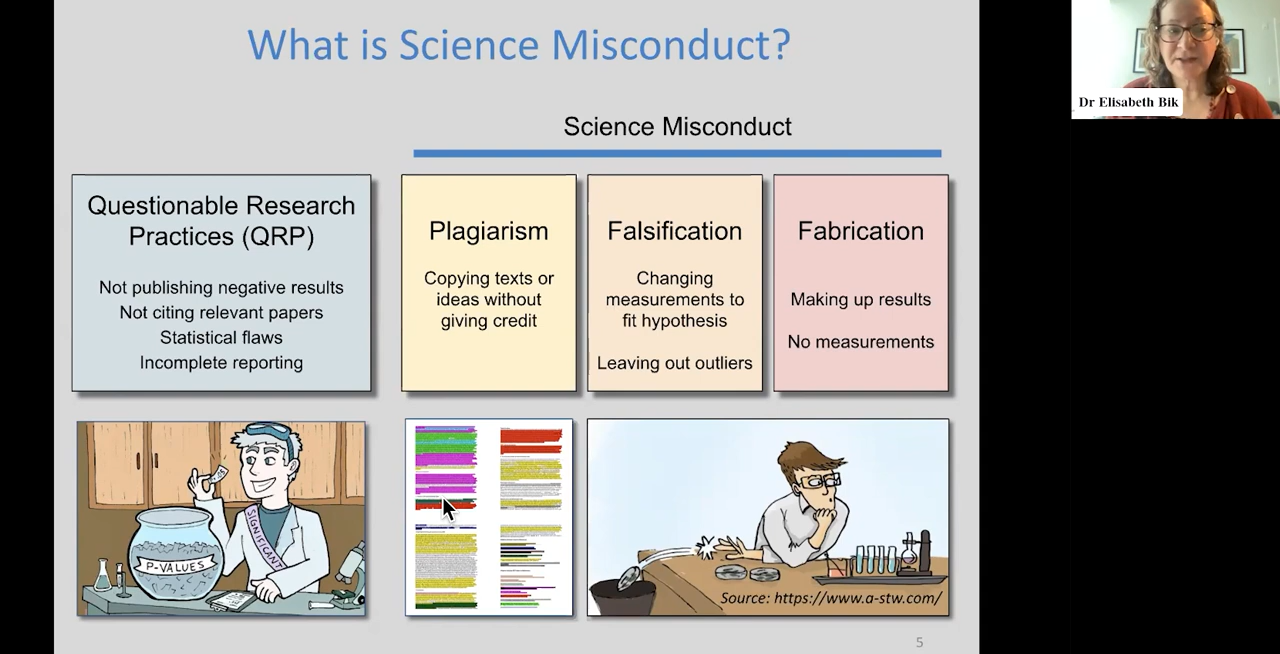 What is Science Misconduct?
Dr Elisabeth Bik
Science Misconduct
Questionable Research
Practices (QRP)
Not publishing negative results
Not citing relevant papers
Statistical flaws
Incomplete reporting
Plagiarism
Copying texts or
ideas without
giving credit
Falsification
Changing
measurements to
fit hypothesis
Leaving out outliers
Fabrication
Making up results
No measurements
SIGNIFICANT
P-VALUES
Source: https://www.a-stw.com/
5